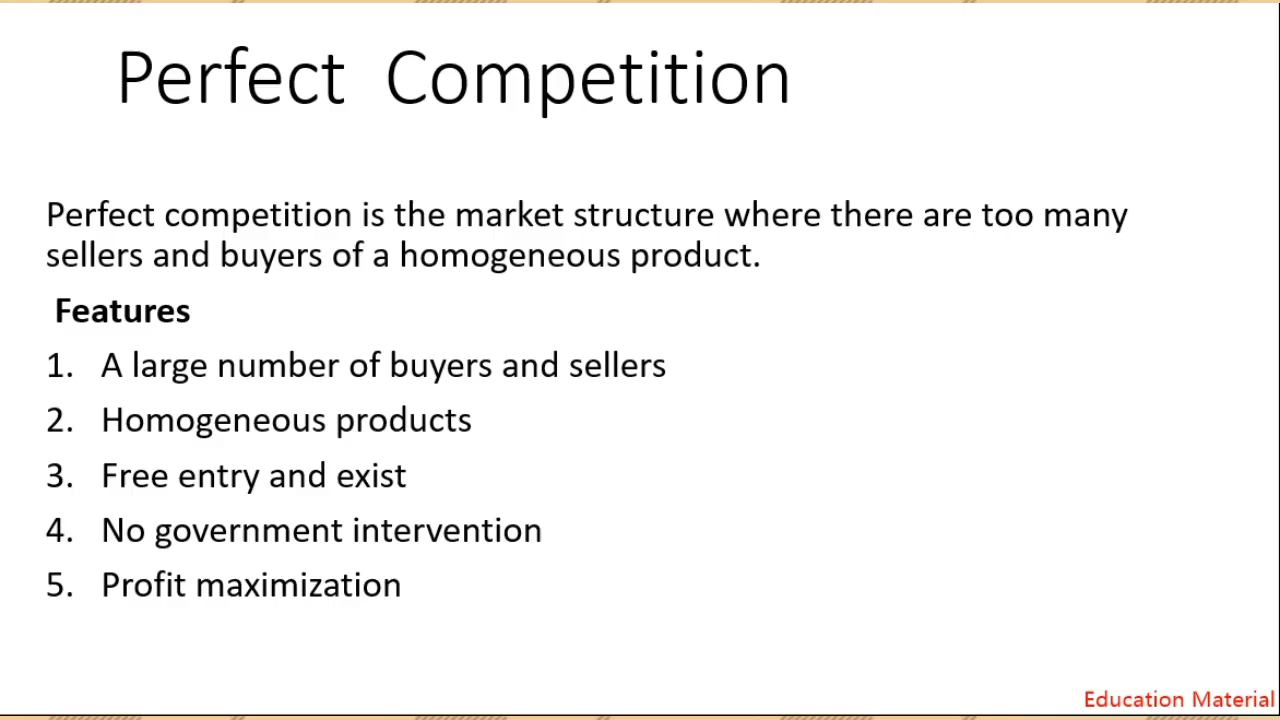 Perfect Competition
Perfect competition is the market structure where there are too many
sellers and buyers of a homogeneous product.
Features
1. A large number of buyers and sellers
2. Homogeneous products
3. Free entry and exist
4. No government intervention
5. Profit maximization
Education Material